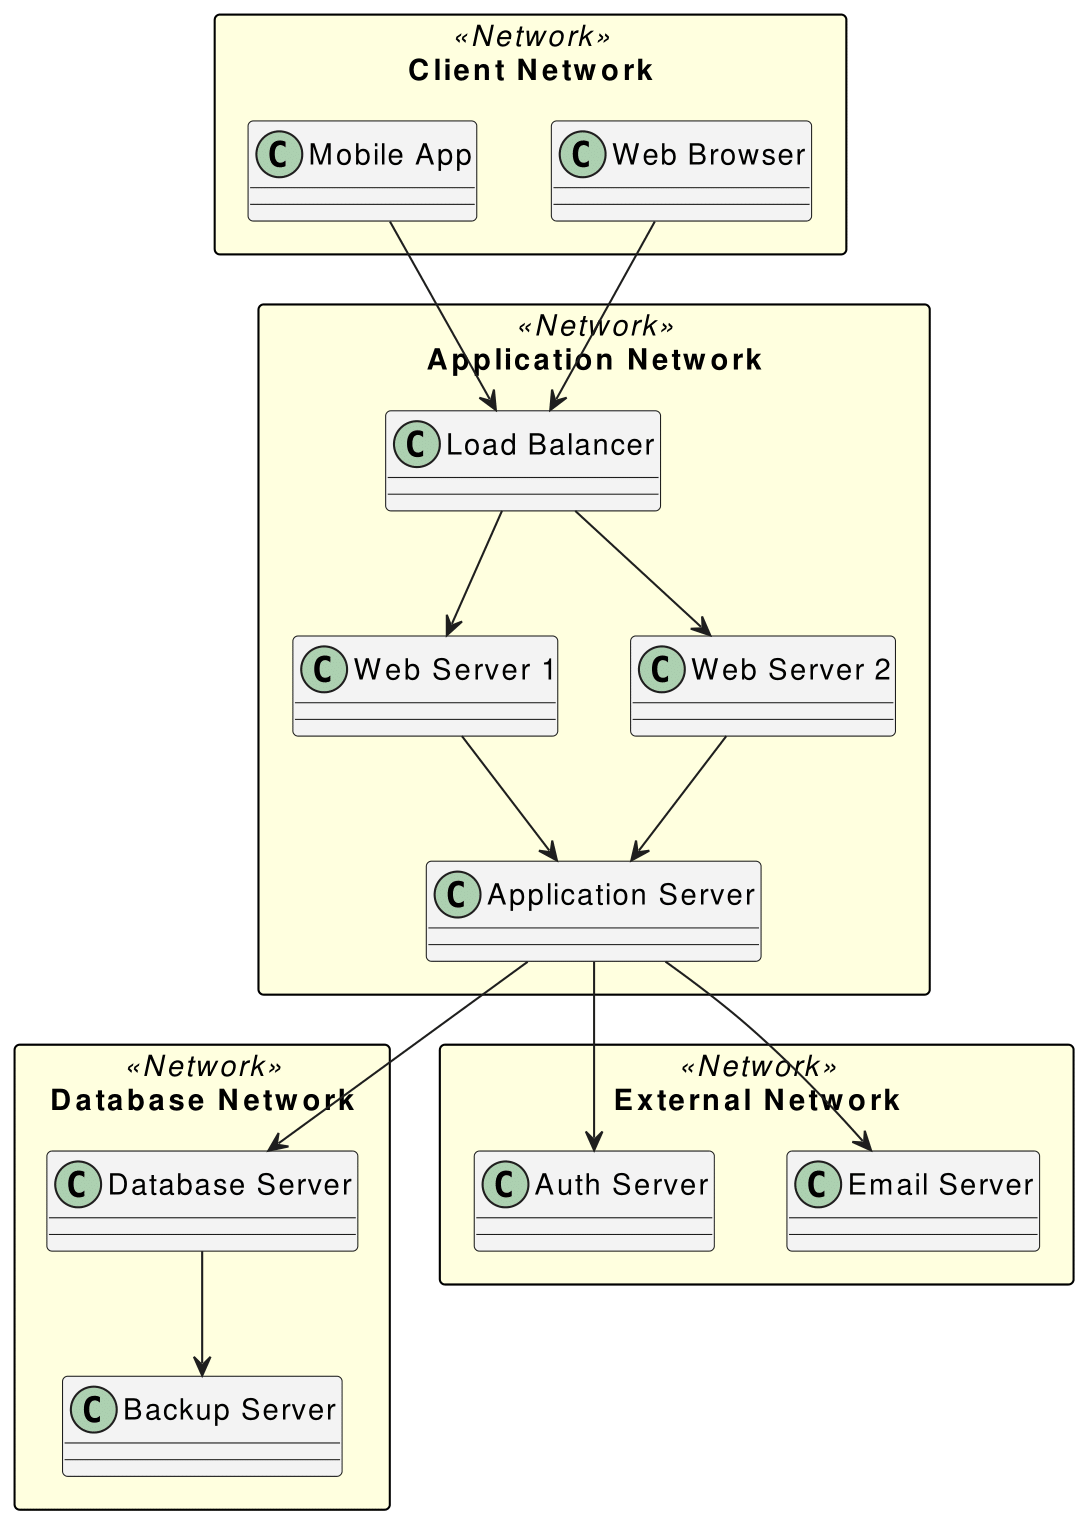 «Network»
Client Network
C Mobile App
C Web Browser
«Network»
Application Network
C Load Balancer
C Web Server 1
C Web Server 2
C Application Server
«Network»
Database Network
«Network»
External Network
C Database Server
C Auth Server
C Email Server
C Backup Server